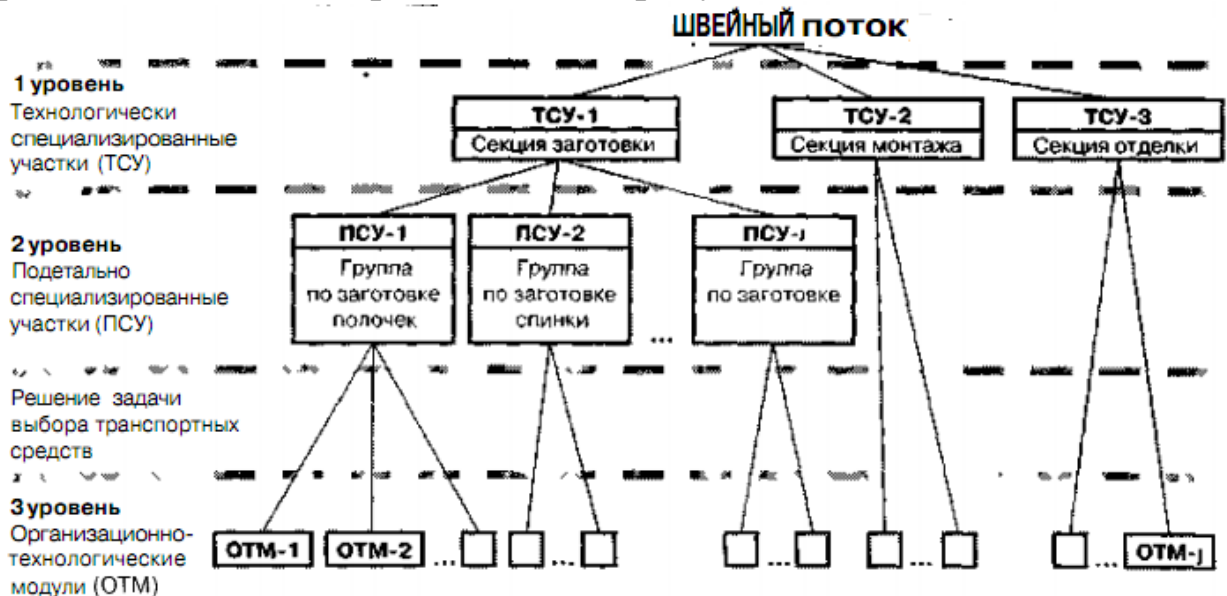 ШВЕЙНЫЙ ПОТОК
1 уровень
Технологически
специализированные
участки (ТСУ)
ТСУ-1
Секция заготовки
ТСУ-2
Секция монтажа
ТСУ-3
Секция отделки
2 уровень
Подетально
специализированные
участки (ПСУ)
ПСУ-1
Группа
по заготовке
полочек
ПСУ-2
Группа
по заготовке
спинки
...
ПСУ-j
Группа
по заготовке
Решение задачи
выбора транспортных
средств
3 уровень
Организационно-
технологические
модули (ОТМ)
ОТМ-1
ОТМ-2
...
...
...
...
...
ОТМ-j